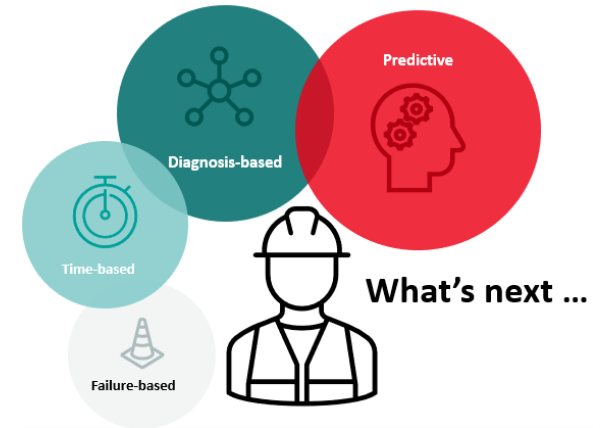 Predictive
Diagnosis-based
Time-based
What's next ...
Failure-based